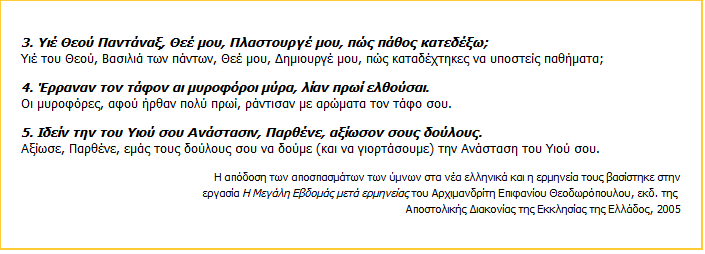 3. Υιέ Θεού Παντάναξ, Θεέ μου, Πλαστουργέ μου, πώς πάθος κατεδέξω;
Υιέ του Θεού, Βασιλιά των πάντων, Θεέ μου, Δημιουργέ μου, πώς καταδέχτηκες να υποστείς παθήματα;
4. Έρραναν τον τάφον αι μυροφόροι μύρα, λίαν πρωί ελθούσαι.
Οι μυροφόρες, αφού ήρθαν πολύ πρωί, ράντισαν με αρώματα τον τάφο σου.
5. Ιδείν την του Υιού σου Ανάστασιν, Παρθένε, αξίωσον σους δούλους.
Αξίωσε, Παρθένε, εμάς τους δούλους σου να δούμε (και να γιορτάσουμε) την Ανάσταση του Υιού σου.
Η απόδοση των αποσπασμάτων των ύμνων στα νέα ελληνικά και η ερμηνεία τους βασίστηκε στην
εργασία Η Μεγάλη Εβδομάς μετά ερμηνείας του Αρχιμανδρίτη Επιφανίου Θεοδωρόπουλου, εκδ. της
Αποστολικής Διακονίας της Εκκλησίας της Ελλάδος, 2005